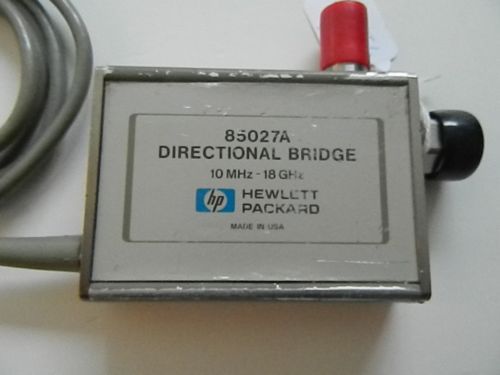 85027A
DIRECTIONAL BRIDGE
10 MHz - 18 GHz
hp HEWLETT
PACKARD
MADE IN USA